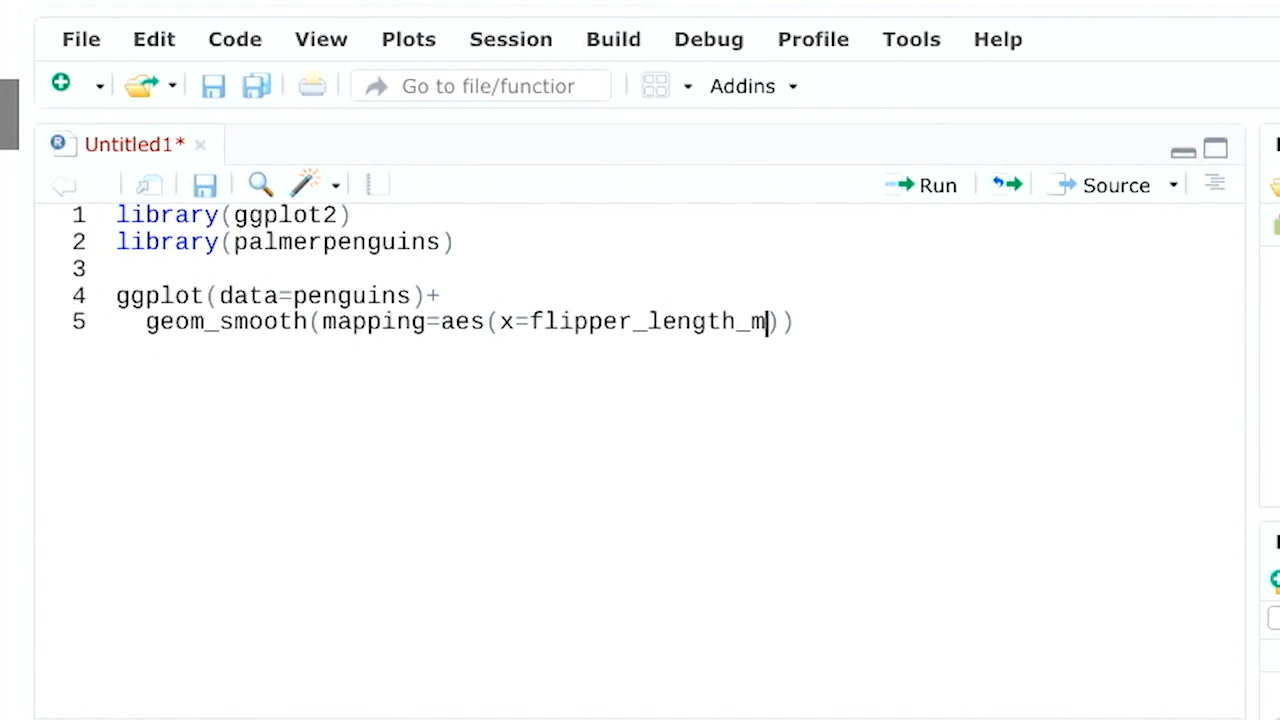 File Edit Code View Plots Session Build Debug Profile Tools Help
Go to file/function Addins
Untitled1*
Run Source
1 library(ggplot2)
2 library(palmerpenguins)
3
4 ggplot(data=penguins)+
5 geom_smooth(mapping=aes(x=flipper_length_m))